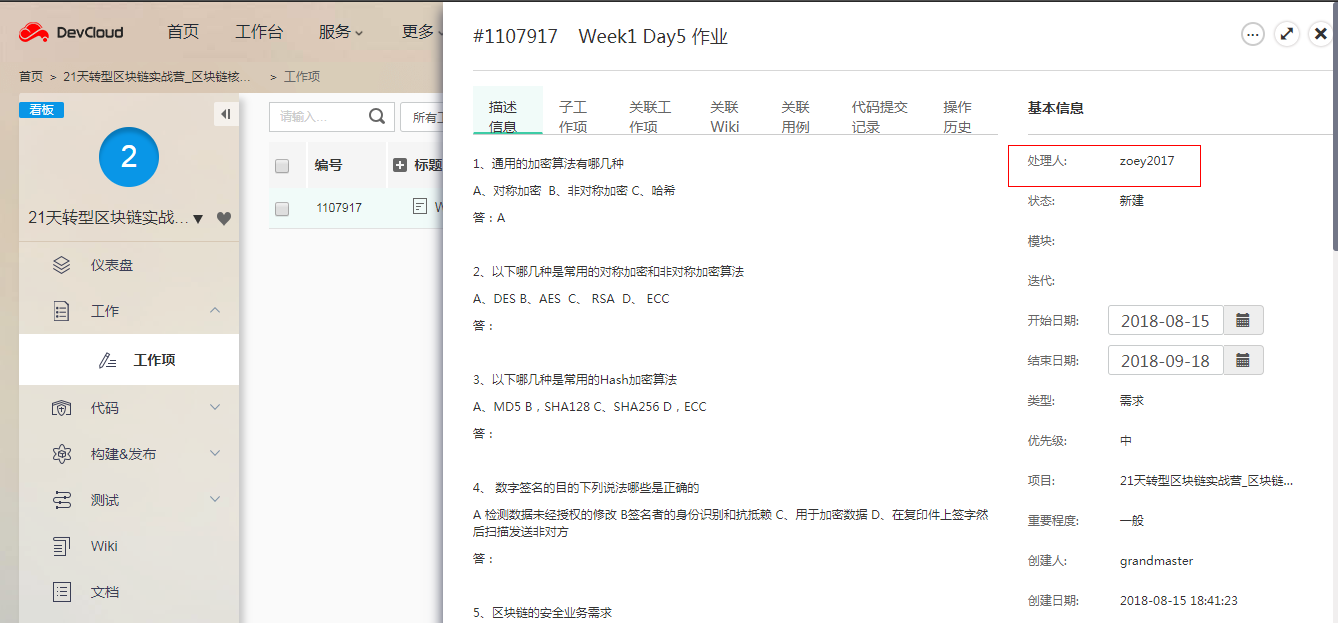 DevCloud
首页
工作台
服务
更多
首页 > 21天转型区块链实战营_区块链核... > 工作项
看板
2
21天转型区块链实战...
仪表盘
工作
工作项
代码
构建&发布
测试
Wiki
文档
请输入...
所有
编号
标题
1107917
#1107917 Week1 Day5 作业
描述信息
子工作项
关联工作项
关联Wiki
关联用例
代码提交记录
操作历史
1、通用的加密算法有哪几种
A、对称加密 B、非对称加密 C、哈希
答：A
2、以下哪几种是常用的对称加密和非对称加密算法
A、DES B、AES C、 RSA D、 ECC
答：
3、以下哪几种是常用的Hash加密算法
A、MD5 B，SHA128 C、SHA256 D，ECC
答：
4、 数字签名的目的下列说法哪些是正确的
A 检测数据未经授权的修改 B签名者的身份识别和抗抵赖 C、用于加密数据 D、在复印件上签字然
后扫描发送非对方
答：
5、区块链的安全业务需求
基本信息
处理人: zoey2017
状态: 新建
模块:
迭代:
开始日期: 2018-08-15
结束日期: 2018-09-18
类型: 需求
优先级: 中
项目: 21天转型区块链实战营_区块链...
重要程度: 一般
创建人: grandmaster
创建日期: 2018-08-15 18:41:23